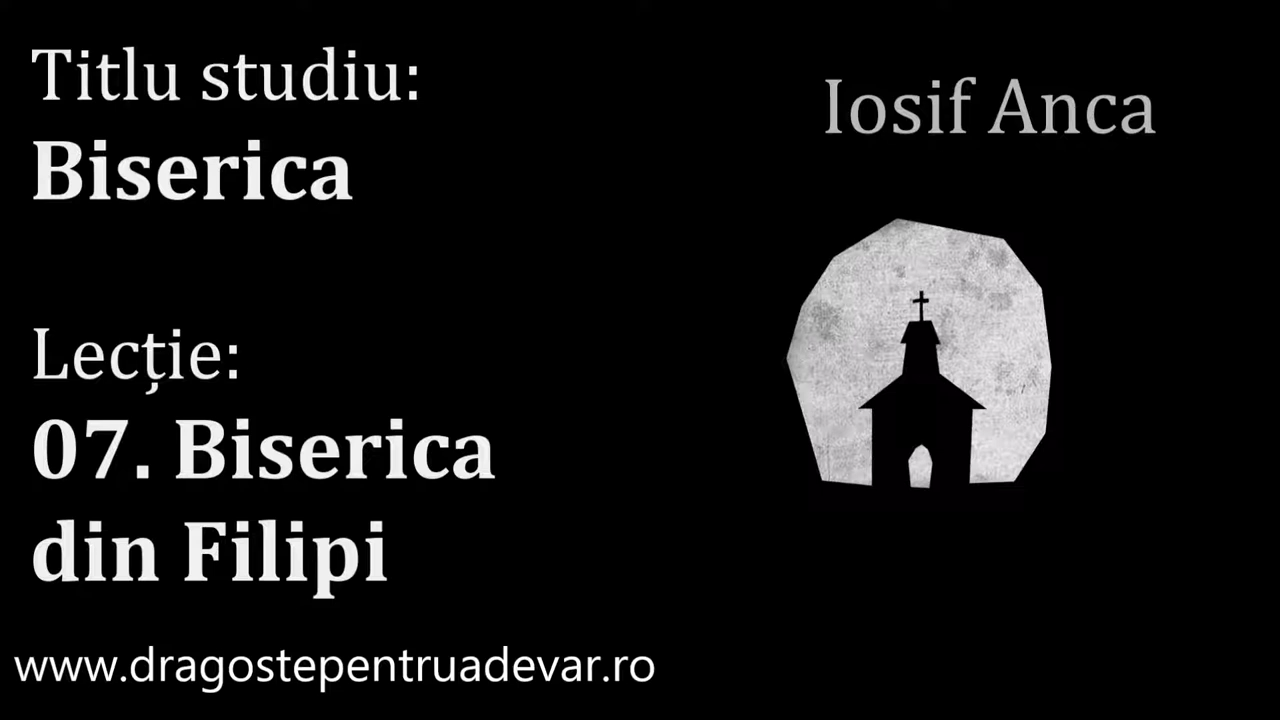 Titlu studiu:
Biserica
Iosif Anca
Lecție:
07. Biserica
din Filipi
www.dragostepentruadevar.ro